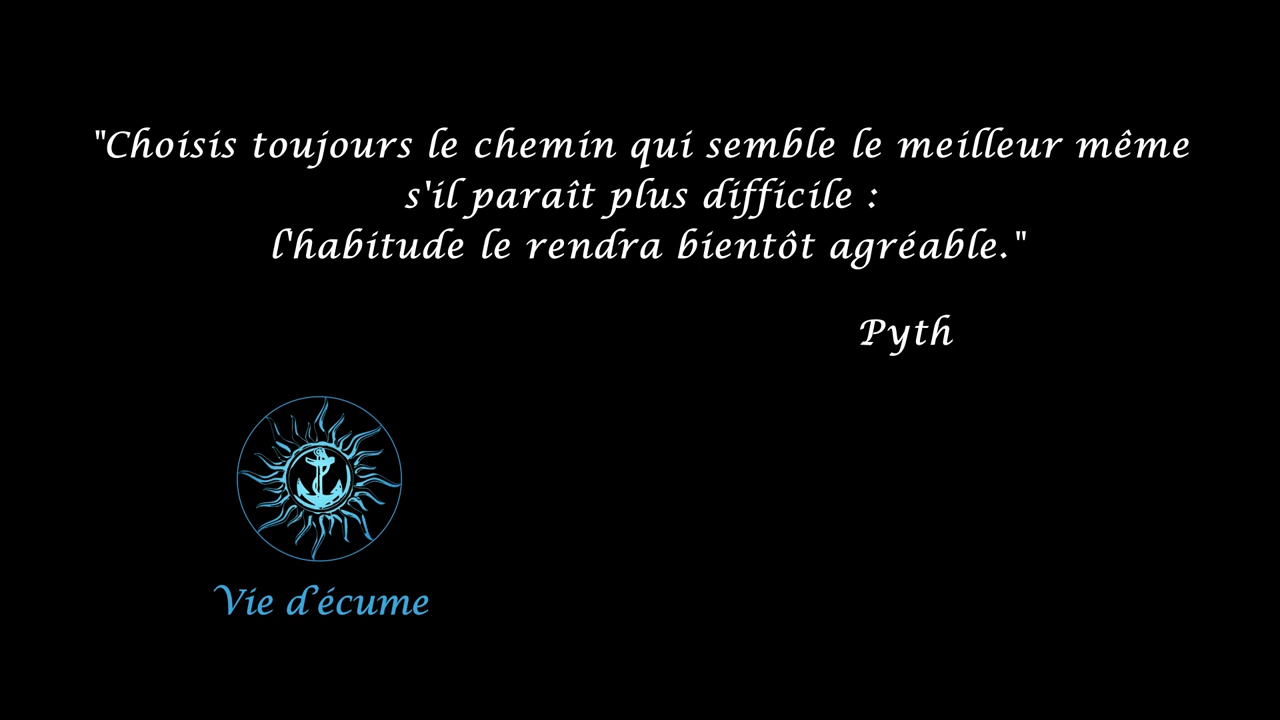 "Choisis toujours le chemin qui semble le meilleur même
s'il paraît plus difficile :
l'habitude le rendra bientôt agréable."
Pyth
Vie d'écume